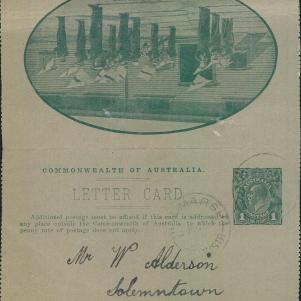 COMMONWEALTH OF AUSTRALIA.
LETTER CARD
Additional postage must be affixed if this card is addressed to
any place outside the Commonwealth of Australia, to which the
penny rate of postage does not apply.
1 1
MAR
Mr W Alderson
Solemntown